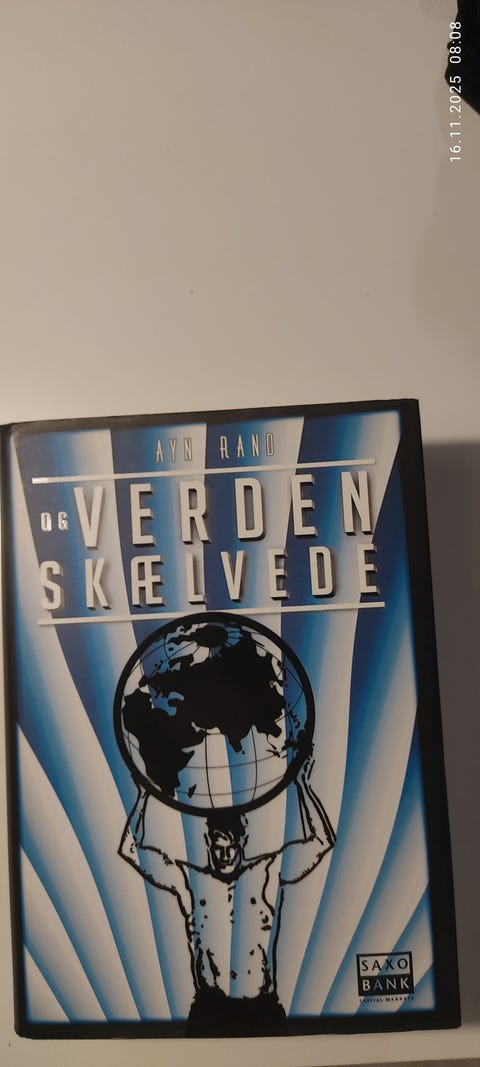 16.11.2025 08:08
AYN RAND
OG VERDEN
SKÆLVEDE
SAXO
BANK
CAPITAL MARKETS